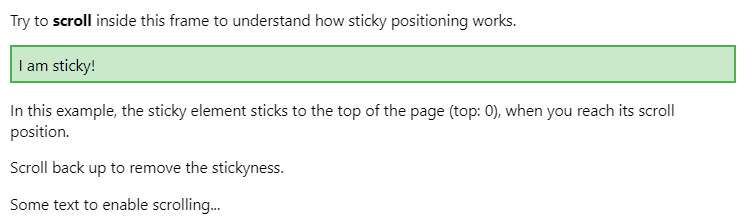 Try to scroll inside this frame to understand how sticky positioning works.
I am sticky!
In this example, the sticky element sticks to the top of the page (top: 0), when you reach its scroll
position.
Scroll back up to remove the stickyness.
Some text to enable scrolling...